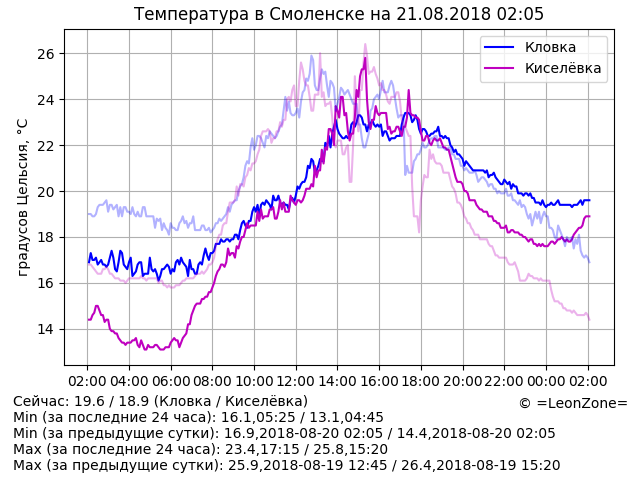 Температура в Смоленске на 21.08.2018 02:05
Кловка
Киселёвка
градусов Цельсия, °C
26
24
22
20
18
16
14
02:00 04:00 06:00 08:00 10:00 12:00 14:00 16:00 18:00 20:00 22:00 00:00 02:00
Сейчас: 19.6 / 18.9 (Кловка / Киселёвка)
© =LeonZone=
Min (за последние 24 часа): 16.1,05:25 / 13.1,04:45
Min (за предыдущие сутки): 16.9,2018-08-20 02:05 / 14.4,2018-08-20 02:05
Max (за последние 24 часа): 23.4,17:15 / 25.8,15:20
Max (за предыдущие сутки): 25.9,2018-08-19 12:45 / 26.4,2018-08-19 15:20